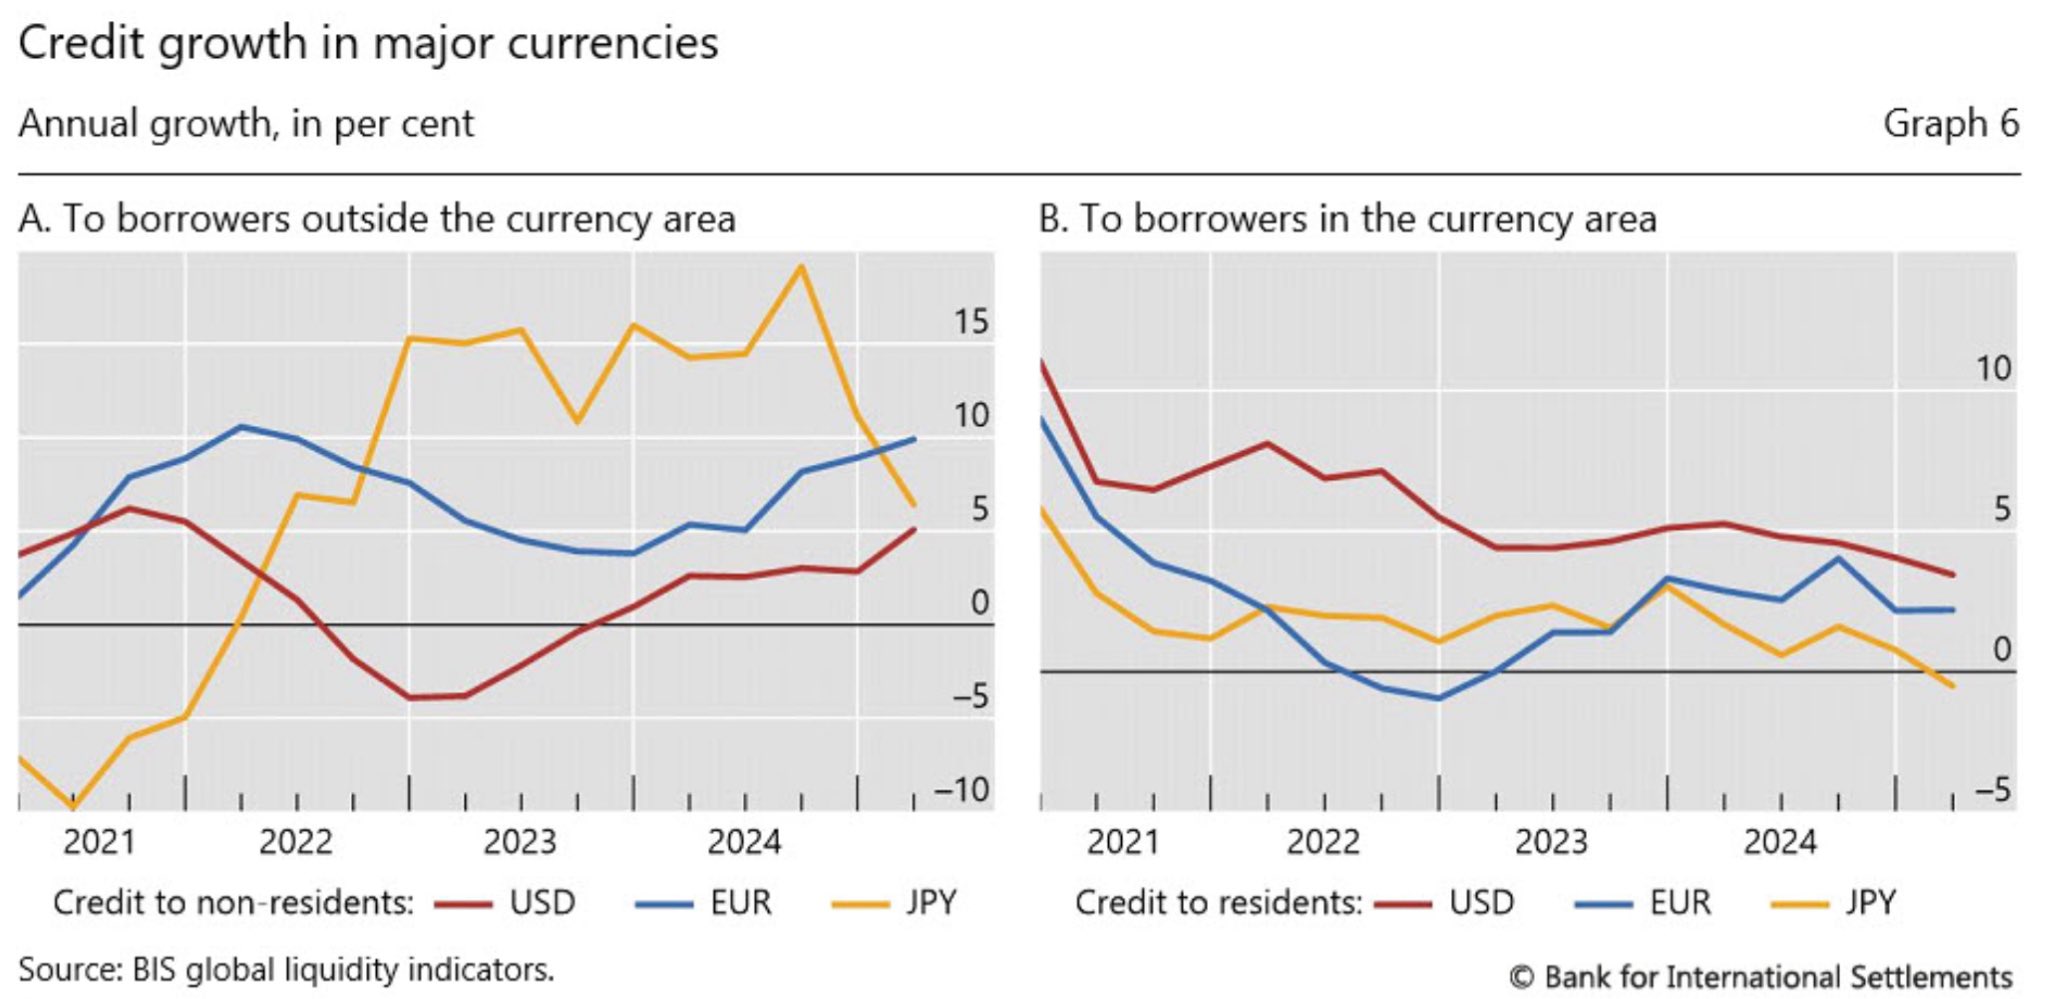 Credit growth in major currencies
Annual growth, in per cent Graph 6
A. To borrowers outside the currency area
15
10
5
0
–5
–10
2021 2022 2023 2024
Credit to non-residents: USD EUR JPY
B. To borrowers in the currency area
10
5
0
–5
2021 2022 2023 2024
Credit to residents: USD EUR JPY
Source: BIS global liquidity indicators.
© Bank for International Settlements